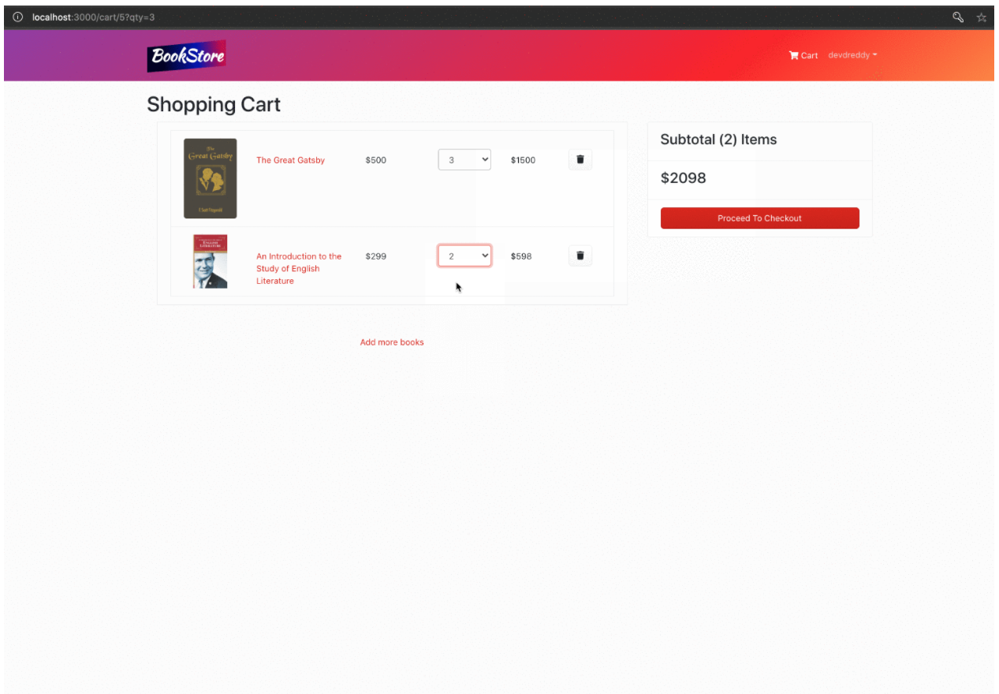 localhost:3000/cart/5?qty=3
BookStore
Cart devdreddy
Shopping Cart
The
Great Gatsby
The Great Gatsby $500 3 $1500
An Introduction to the $299 2 $598
Study of English
Literature
ENGLISH
LITERATURE
Add more books
Subtotal (2) Items
$2098
Proceed To Checkout